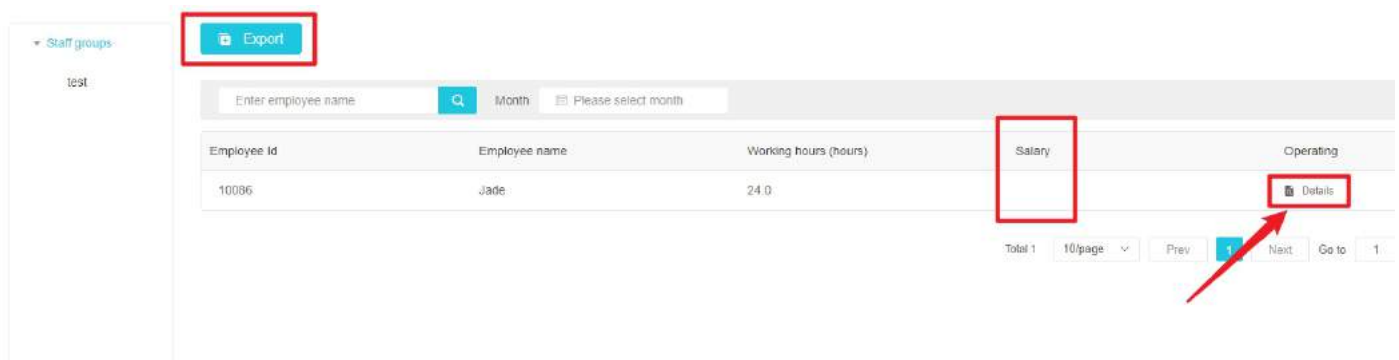 Staff groups
test
Export
Enter employee name Month Please select month
Employee Id Employee name Working hours (hours) Salary Operating
10086 Jade 24.0 Details
Total 1 10/page Prev 1 Next Go to 1